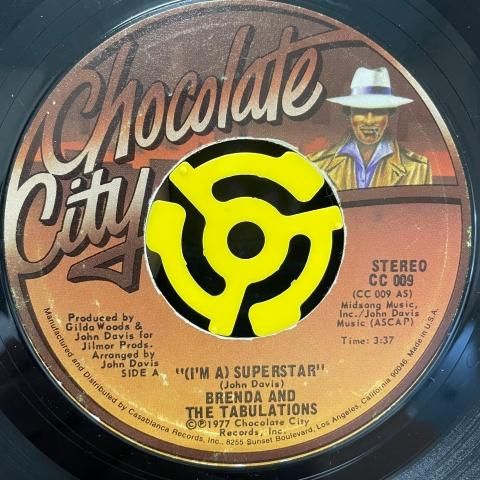 Chocolate
City
STEREO
CC 009
(CC 009 AS)
Midsong Music,
Inc./John Davis
Music (ASCAP)
Time: 3:37
Produced by
Gilda Woods &
John Davis for
Jilmor Prods.
Arranged by
John Davis
SIDE A
"(I'M A) SUPERSTAR"
(John Davis)
BRENDA AND
THE TABULATIONS
©℗1977 Chocolate City
Records, Inc.
Manufactured and Distributed by Casablanca Records, Inc., 8255 Sunset Boulevard, Los Angeles, California 90046. Made in U.S.A.